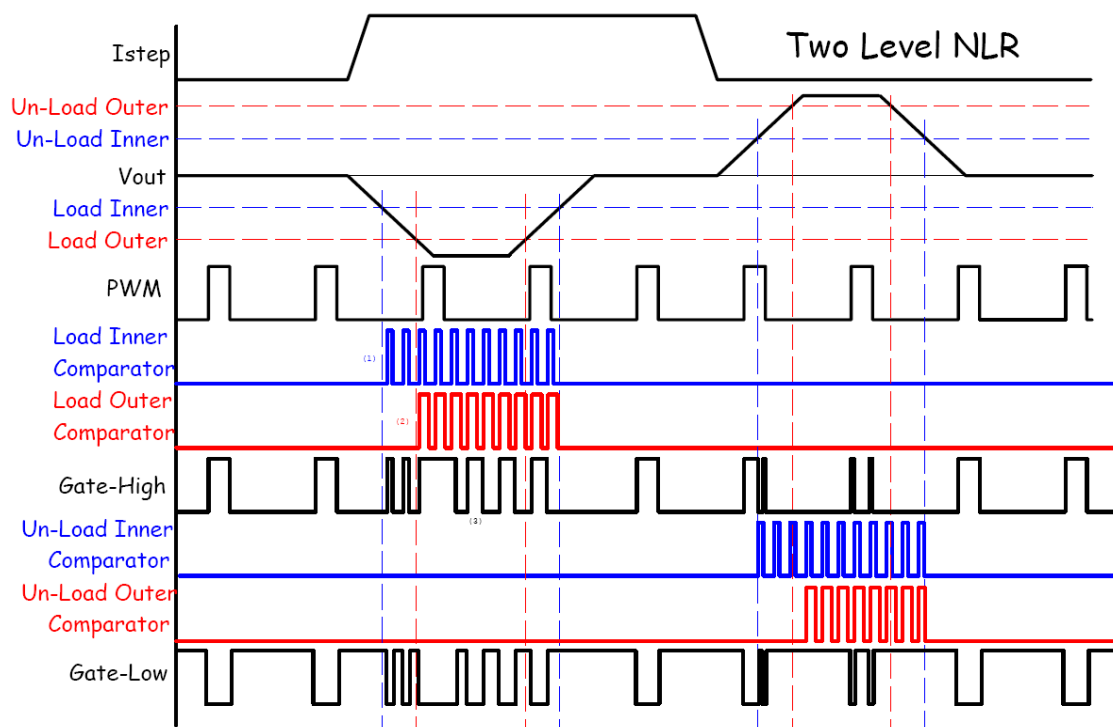 Two Level NLR
Istep
Un-Load Outer
Un-Load Inner
Vout
Load Inner
Load Outer
PWM
Load Inner
Comparator
(1)
Load Outer
Comparator
(2)
Gate-High
(3)
Un-Load Inner
Comparator
Un-Load Outer
Comparator
Gate-Low